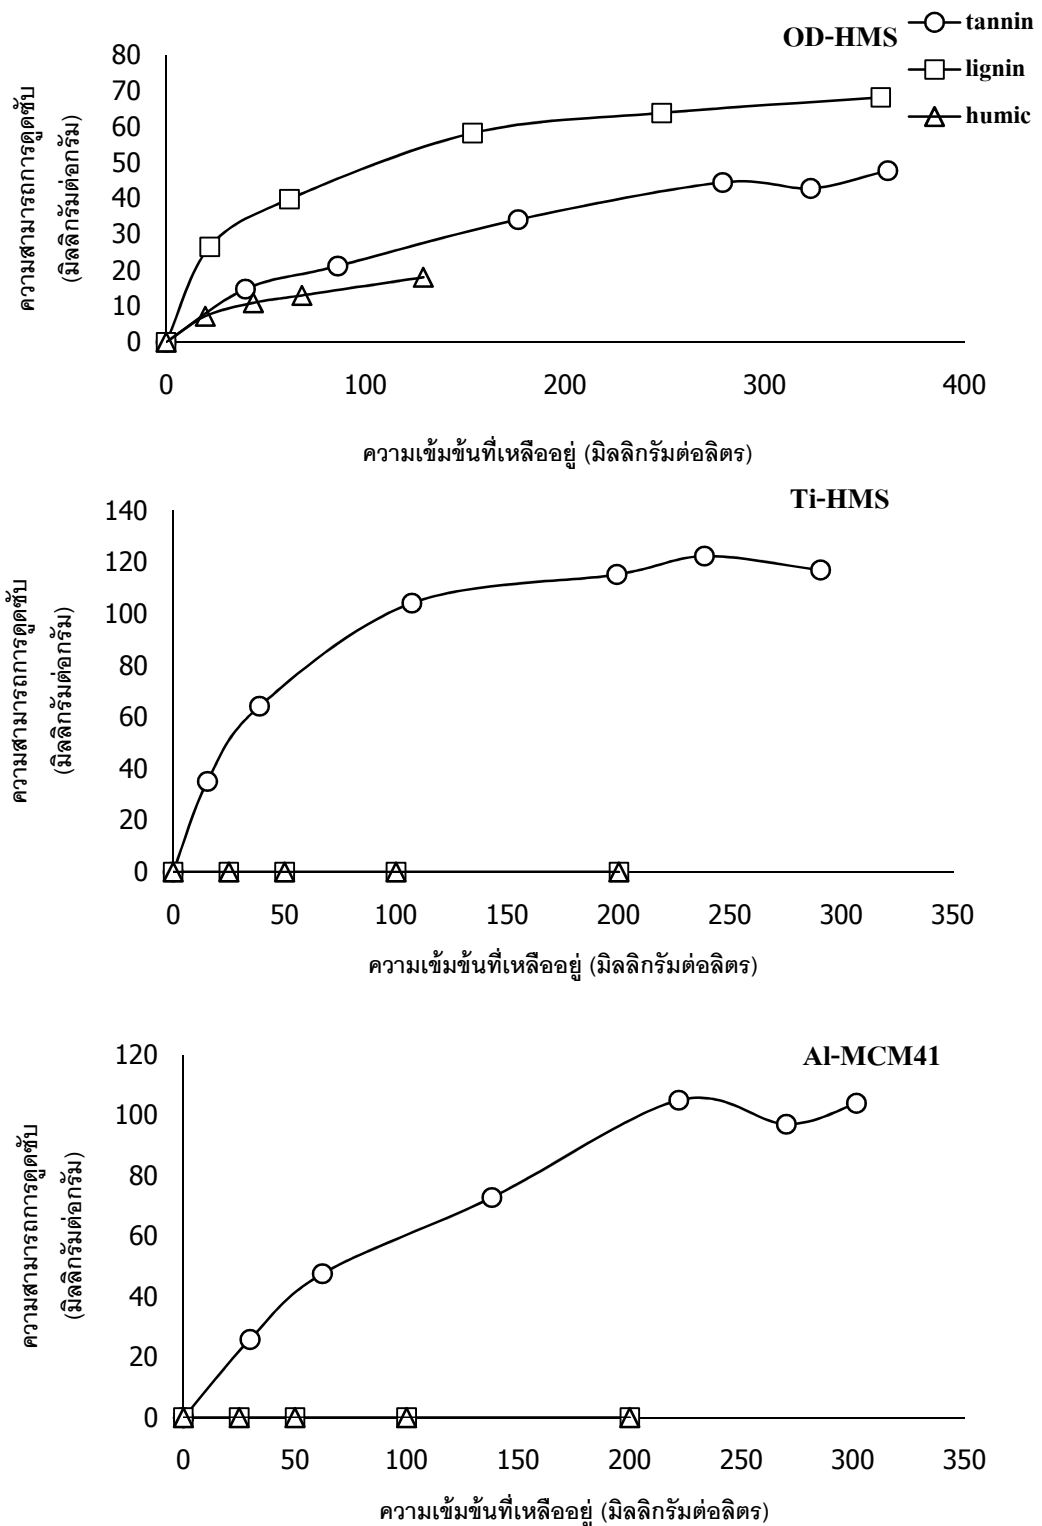 OD-HMS
tannin
lignin
humic
ความสามารถการดูดซับ
(มิลลิกรัมต่อกรัม)
80
70
60
50
40
30
20
10
0
0 100 200 300 400
ความเข้มข้นที่เหลืออยู่ (มิลลิกรัมต่อลิตร)
Ti-HMS
ความสามารถการดูดซับ
(มิลลิกรัมต่อกรัม)
140
120
100
80
60
40
20
0
0 50 100 150 200 250 300 350
ความเข้มข้นที่เหลืออยู่ (มิลลิกรัมต่อลิตร)
Al-MCM41
ความสามารถการดูดซับ
(มิลลิกรัมต่อกรัม)
120
100
80
60
40
20
0
0 50 100 150 200 250 300 350
ความเข้มข้นที่เหลืออยู่ (มิลลิกรัมต่อลิตร)